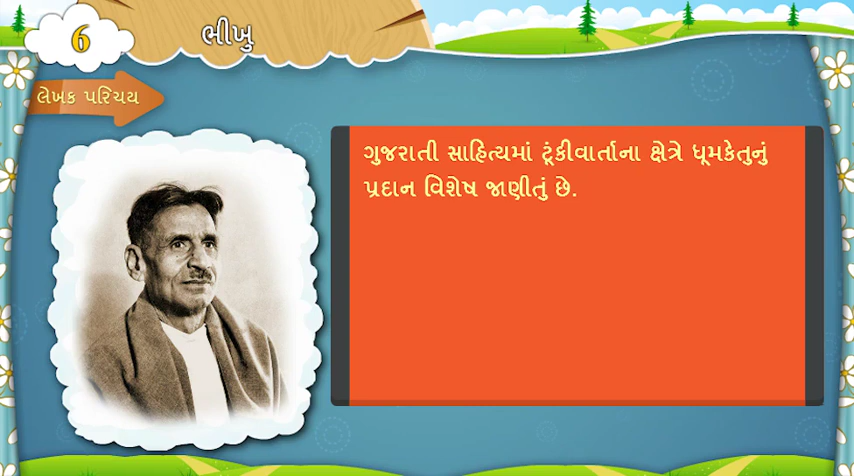 6
ભીખુ
લેખક પરિચય
ગુજરાતી સાહિત્યમાં ટૂંકીવાર્તાના ક્ષેત્રે ધૂમકેતુનું
પ્રદાન વિશેષ જાણીતું છે.